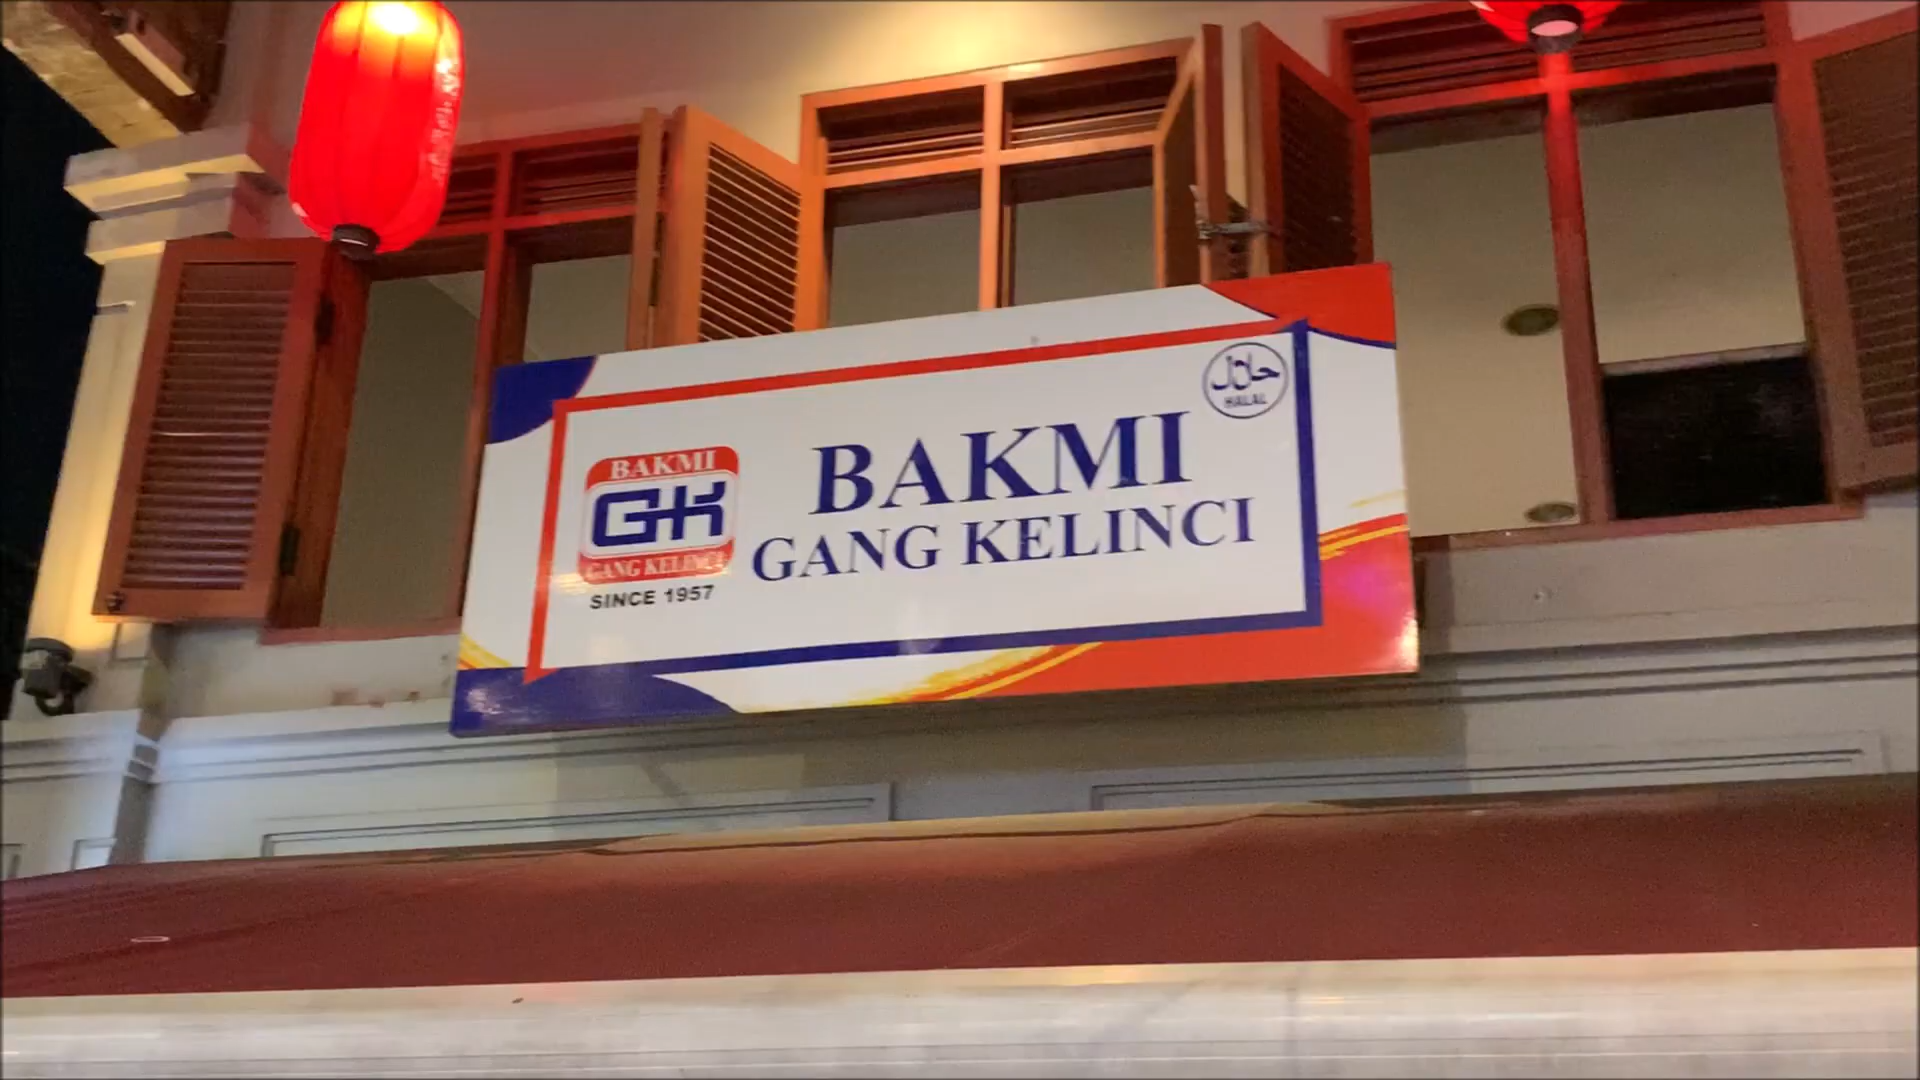 حلال
HALAL
BAKMI
GK
GANG KELINCI
SINCE 1957
BAKMI
GANG KELINCI